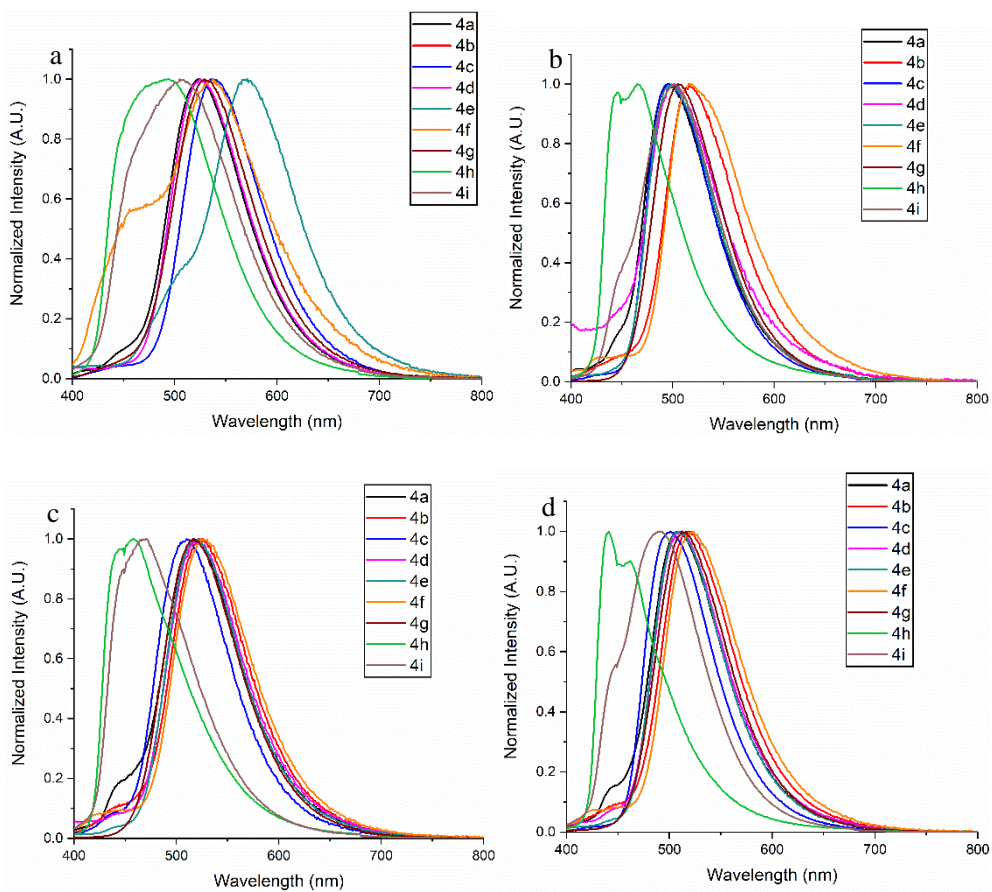 a
4a
4b
4c
4d
4e
4f
4g
4h
4i
Normalized Intensity (A.U.)
1.0
0.8
0.6
0.4
0.2
0.0
400 500 600 700 800
Wavelength (nm)
b
4a
4b
4c
4d
4e
4f
4g
4h
4i
Normalized Intensity (A.U.)
1.0
0.8
0.6
0.4
0.2
0.0
400 500 600 700 800
Wavelength (nm)
c
4a
4b
4c
4d
4e
4f
4g
4h
4i
Normalized Intensity (A.U.)
1.0
0.8
0.6
0.4
0.2
0.0
400 500 600 700 800
Wavelength (nm)
d
4a
4b
4c
4d
4e
4f
4g
4h
4i
Normalized Intensity (A.U.)
1.0
0.8
0.6
0.4
0.2
0.0
400 500 600 700 800
Wavelength (nm)